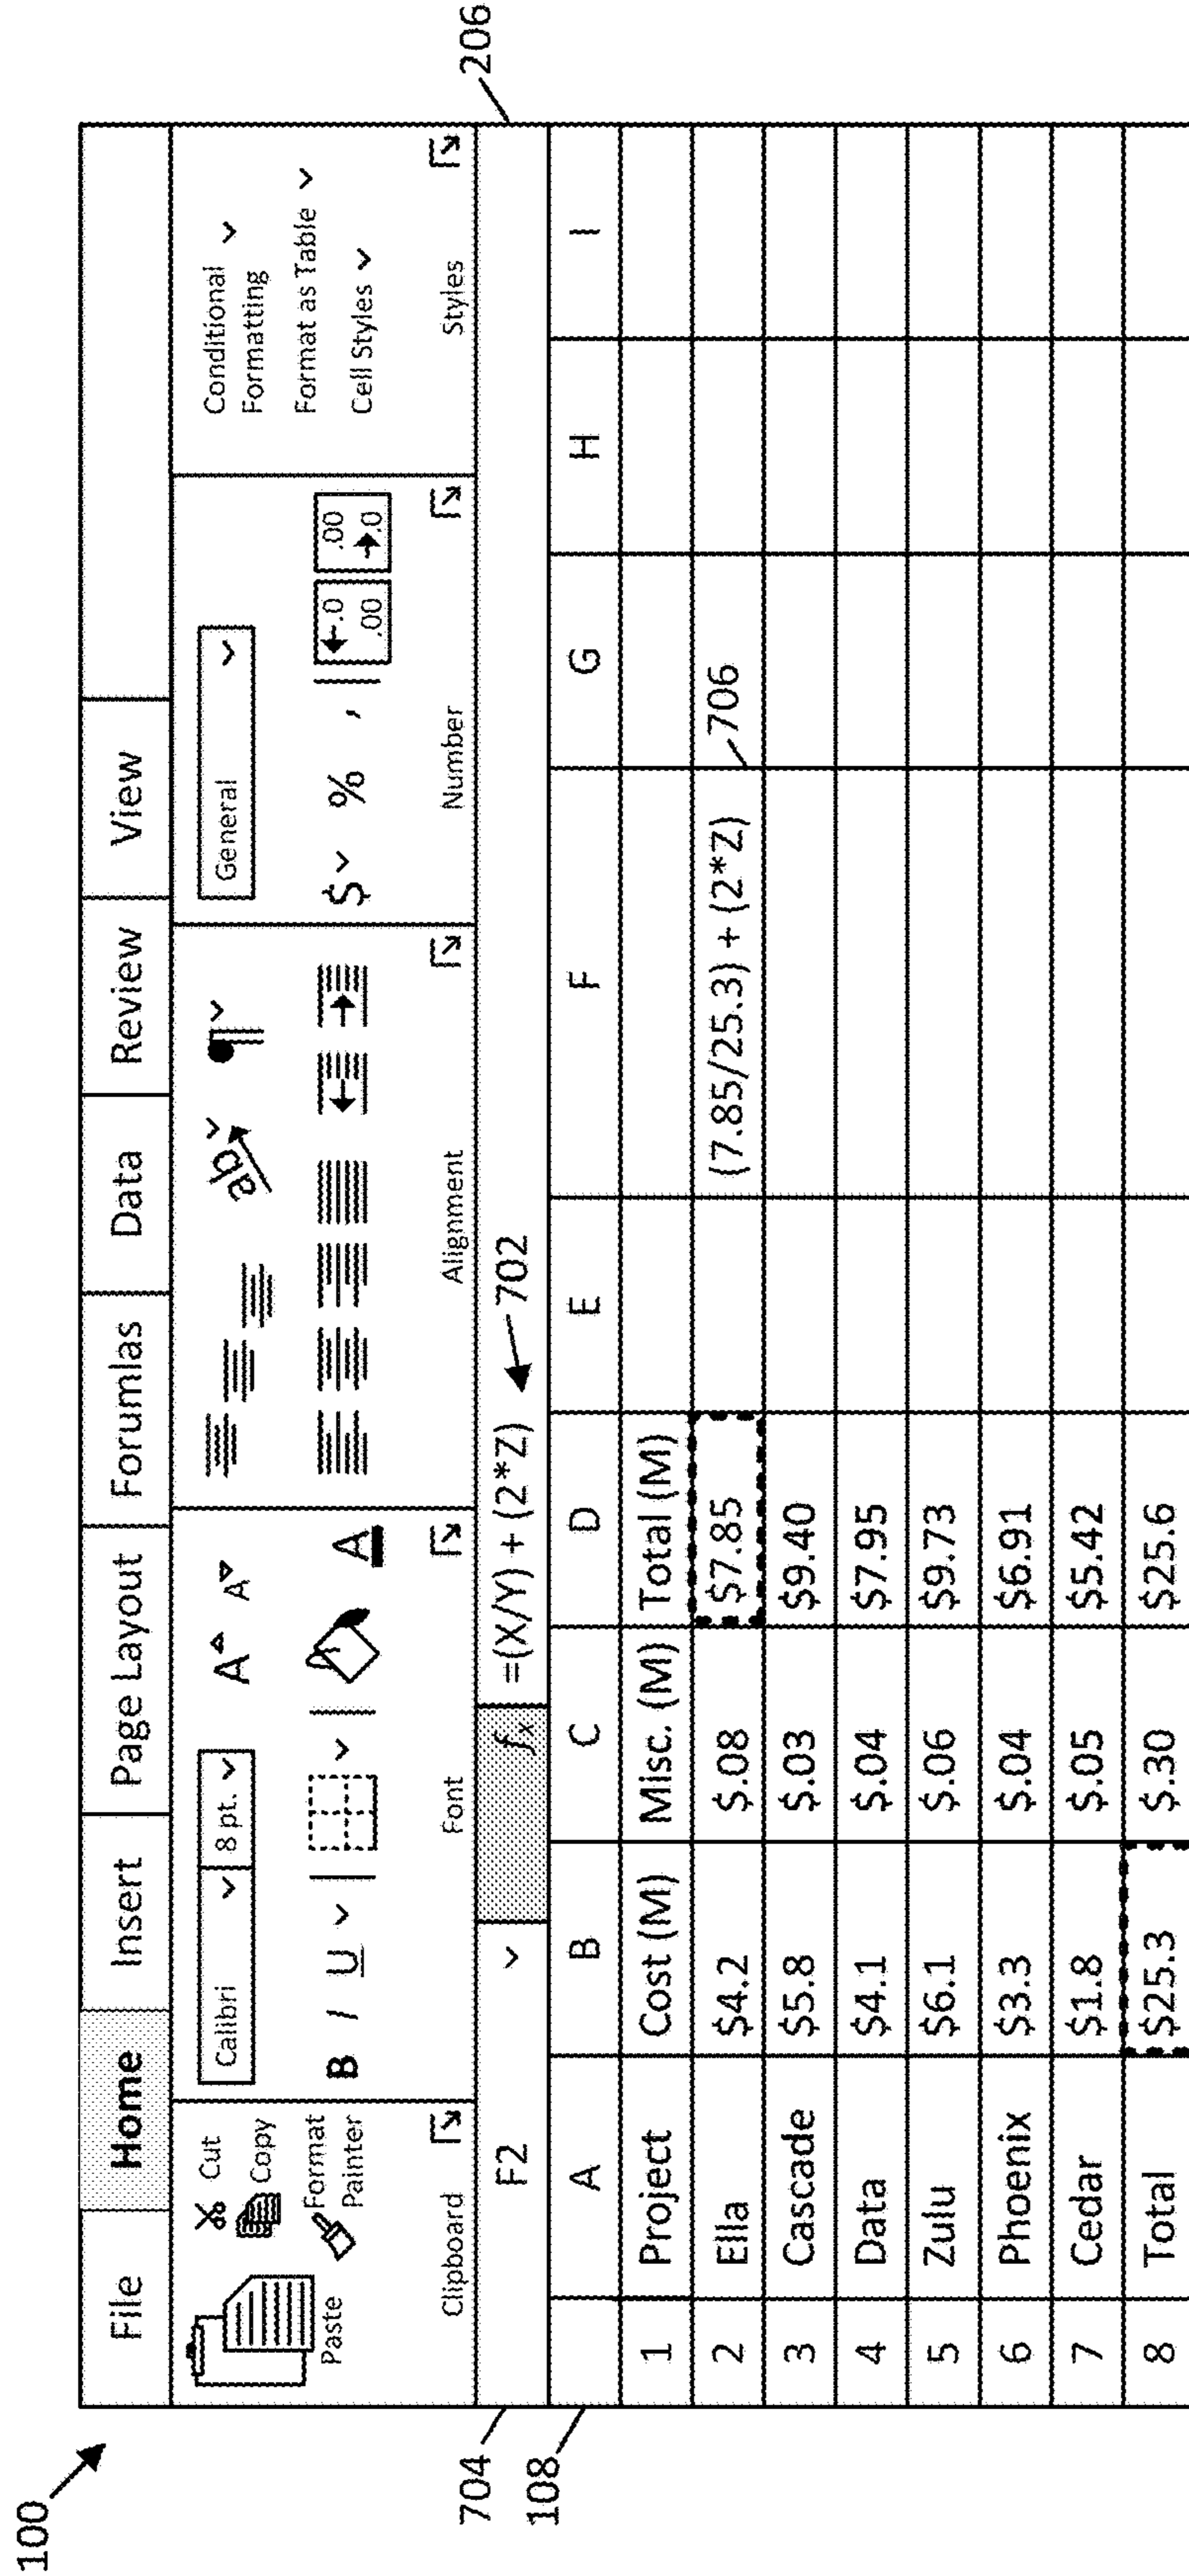 100
File Home Insert Page Layout Forumlas Data Review View
Paste
Cut
Copy
Format
Painter
Clipboard
Calibri 8 pt. A A
B I U A
Font
ab ¶
Alignment
General
$ % , .0 .00 .00 .0
Number
Conditional
Formatting
Format as Table
Cell Styles
Styles
704 F2 fx =(X/Y) + (2*Z) 702 206
108 A B C D E F G H I
1 Project Cost (M) Misc. (M) Total (M)
2 Ella $4.2 $.08 $7.85 (7.85/25.3) + (2*Z) 706
3 Cascade $5.8 $.03 $9.40
4 Data $4.1 $.04 $7.95
5 Zulu $6.1 $.06 $9.73
6 Phoenix $3.3 $.04 $6.91
7 Cedar $1.8 $.05 $5.42
8 Total $25.3 $.30 $25.6